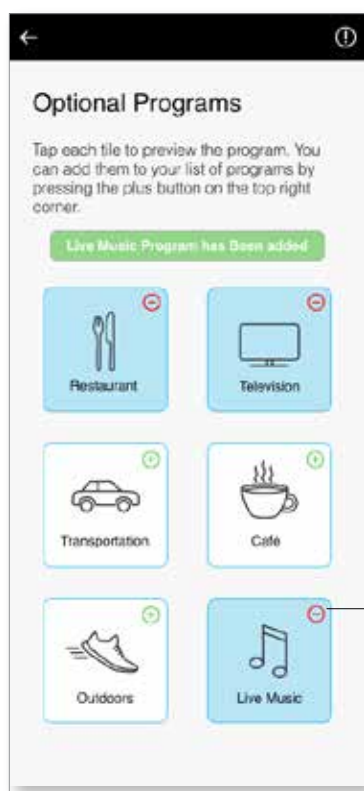 Optional Programs
Tap each tile to preview the program. You
can add them to your list of programs by
pressing the plus button on the top right
corner.
Live Music Program has Been added
Restaurant
Television
Transportation
Café
Outdoors
Live Music